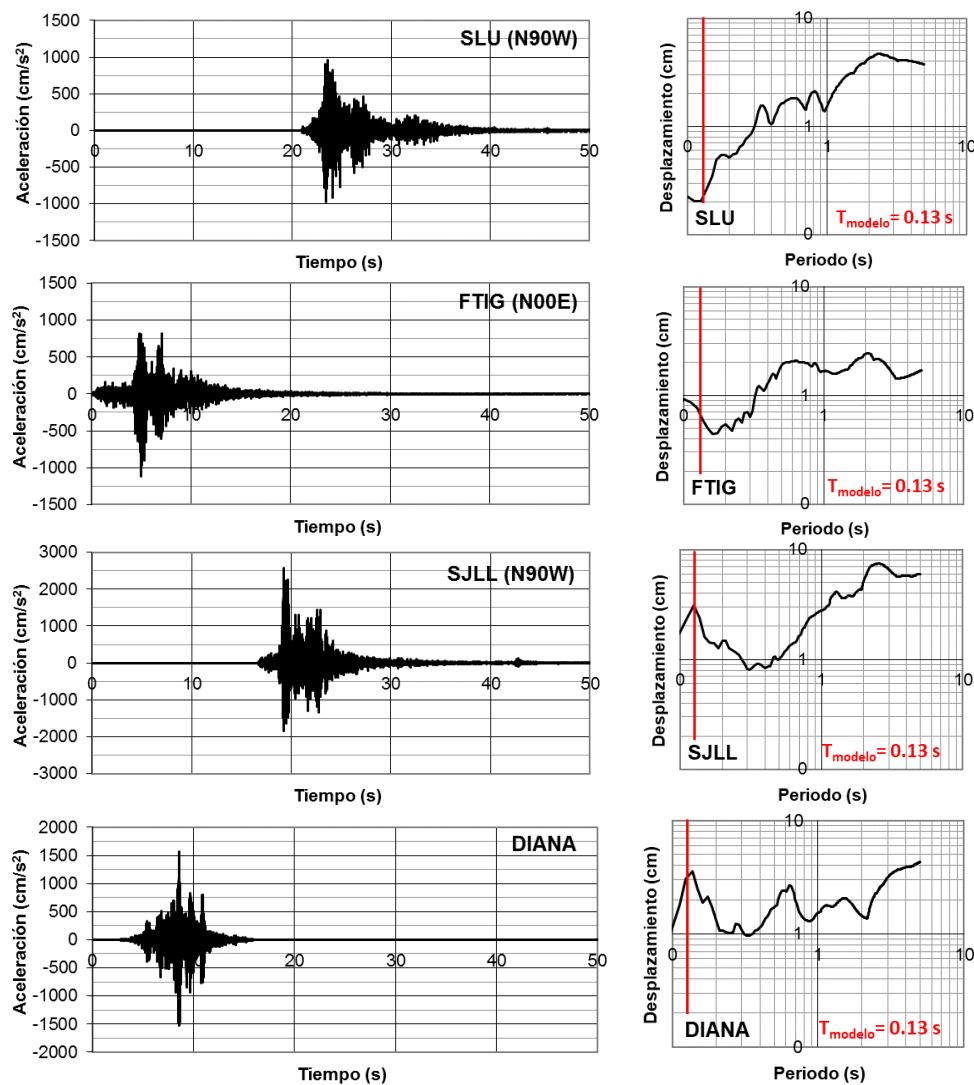 1500
1000
500
0
-500
-1000
-1500
Aceleración (cm/s²)
0 10 20 30 40 50
SLU (N90W)
Tiempo (s)
10
1
0
Desplazamiento (cm)
0 1 10
SLU
Tmodelo= 0.13 s
Periodo (s)
1500
1000
500
0
-500
-1000
-1500
Aceleración (cm/s²)
0 10 20 30 40 50
FTIG (N00E)
Tiempo (s)
10
1
0
Desplazamiento (cm)
0 1 10
FTIG
Tmodelo= 0.13 s
Periodo (s)
3000
2000
1000
0
-1000
-2000
-3000
Aceleración (cm/s²)
0 10 20 30 40 50
SJLL (N90W)
Tiempo (s)
10
1
0
Desplazamiento (cm)
0 1 10
SJLL
Tmodelo= 0.13 s
Periodo (s)
2000
1500
1000
500
0
-500
-1000
-1500
-2000
Aceleración (cm/s²)
0 10 20 30 40 50
DIANA
Tiempo (s)
10
1
0
Desplazamiento (cm)
0 1 10
DIANA
Tmodelo= 0.13 s
Periodo (s)